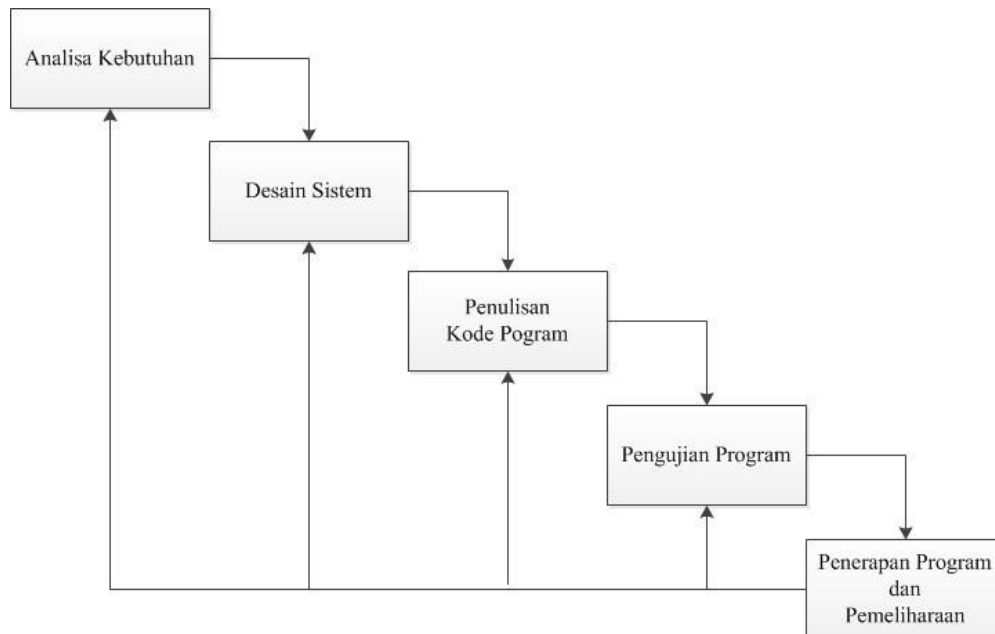 Analisa Kebutuhan
Desain Sistem
Penulisan
Kode Pogram
Pengujian Program
Penerapan Program
dan
Pemeliharaan